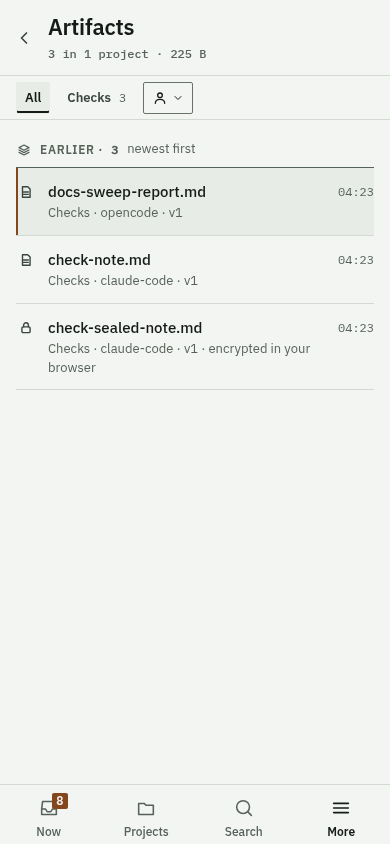 Artifacts
3 in 1 project · 225 B
All
Checks 3
EARLIER · 3 newest first
docs-sweep-report.md 04:23
Checks · opencode · v1
check-note.md 04:23
Checks · claude-code · v1
check-sealed-note.md 04:23
Checks · claude-code · v1 · encrypted in your
browser
8
Now Projects Search More